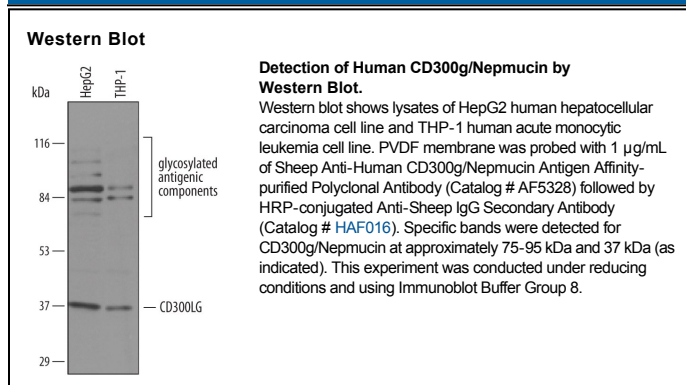 Western Blot
kDa
HepG2
THP-1
116
84
53
37
29
glycosylated
antigenic
components
CD300LG
Detection of Human CD300g/Nepmucin by
Western Blot.
Western blot shows lysates of HepG2 human hepatocellular
carcinoma cell line and THP-1 human acute monocytic
leukemia cell line. PVDF membrane was probed with 1 µg/mL
of Sheep Anti-Human CD300g/Nepmucin Antigen Affinity-
purified Polyclonal Antibody (Catalog # AF5328) followed by
HRP-conjugated Anti-Sheep IgG Secondary Antibody
(Catalog # HAF016). Specific bands were detected for
CD300g/Nepmucin at approximately 75-95 kDa and 37 kDa (as
indicated). This experiment was conducted under reducing
conditions and using Immunoblot Buffer Group 8.